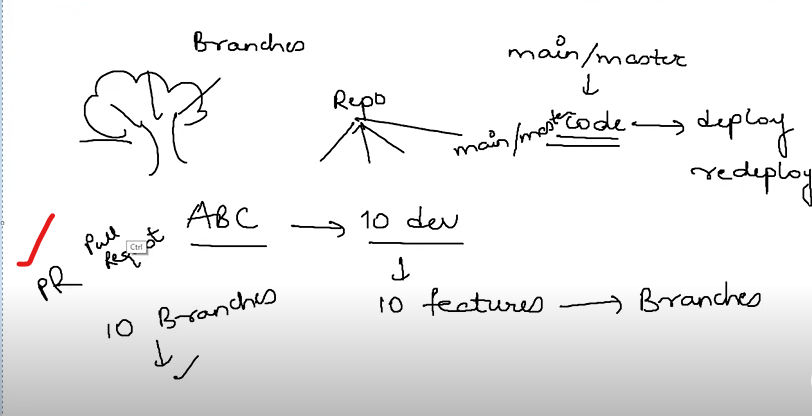 Branches
main/master
↓
Repo
main/master code → deploy
redeploy
ABC → 10 dev
Pull Request
Ctrl
PR
↓
10 features → Branches
10 Branches
↓ ✓